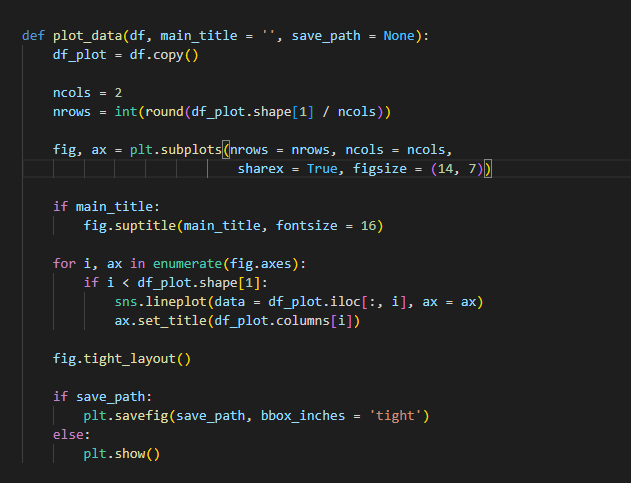 def plot_data(df, main_title = '', save_path = None):
    df_plot = df.copy()

    ncols = 2
    nrows = int(round(df_plot.shape[1] / ncols))

    fig, ax = plt.subplots(nrows = nrows, ncols = ncols,
                            sharex = True, figsize = (14, 7))

    if main_title:
        fig.suptitle(main_title, fontsize = 16)

    for i, ax in enumerate(fig.axes):
        if i < df_plot.shape[1]:
            sns.lineplot(data = df_plot.iloc[:, i], ax = ax)
            ax.set_title(df_plot.columns[i])

    fig.tight_layout()

    if save_path:
        plt.savefig(save_path, bbox_inches = 'tight')
    else:
        plt.show()